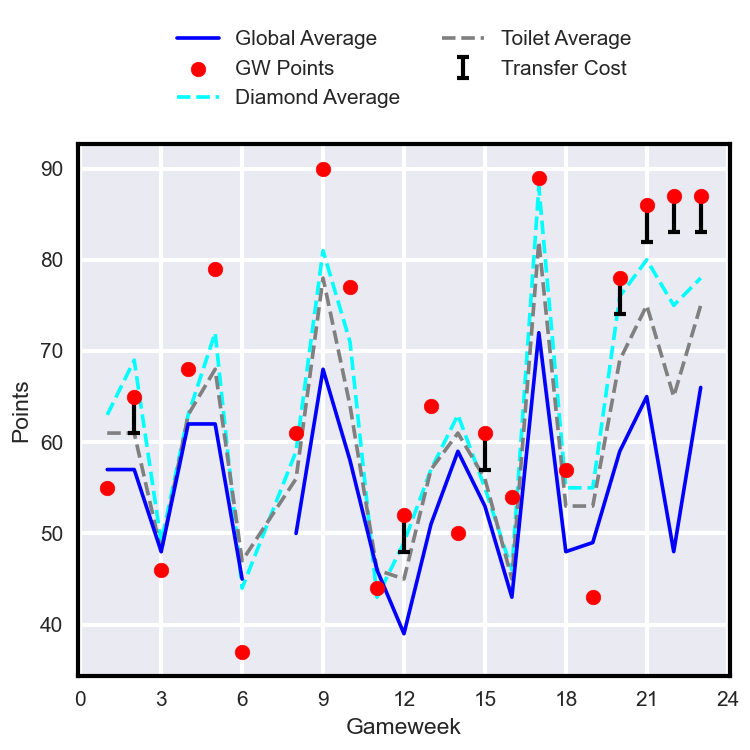 Global Average
GW Points
Diamond Average
Toilet Average
Transfer Cost
90
80
70
60
50
40
Points
0 3 6 9 12 15 18 21 24
Gameweek